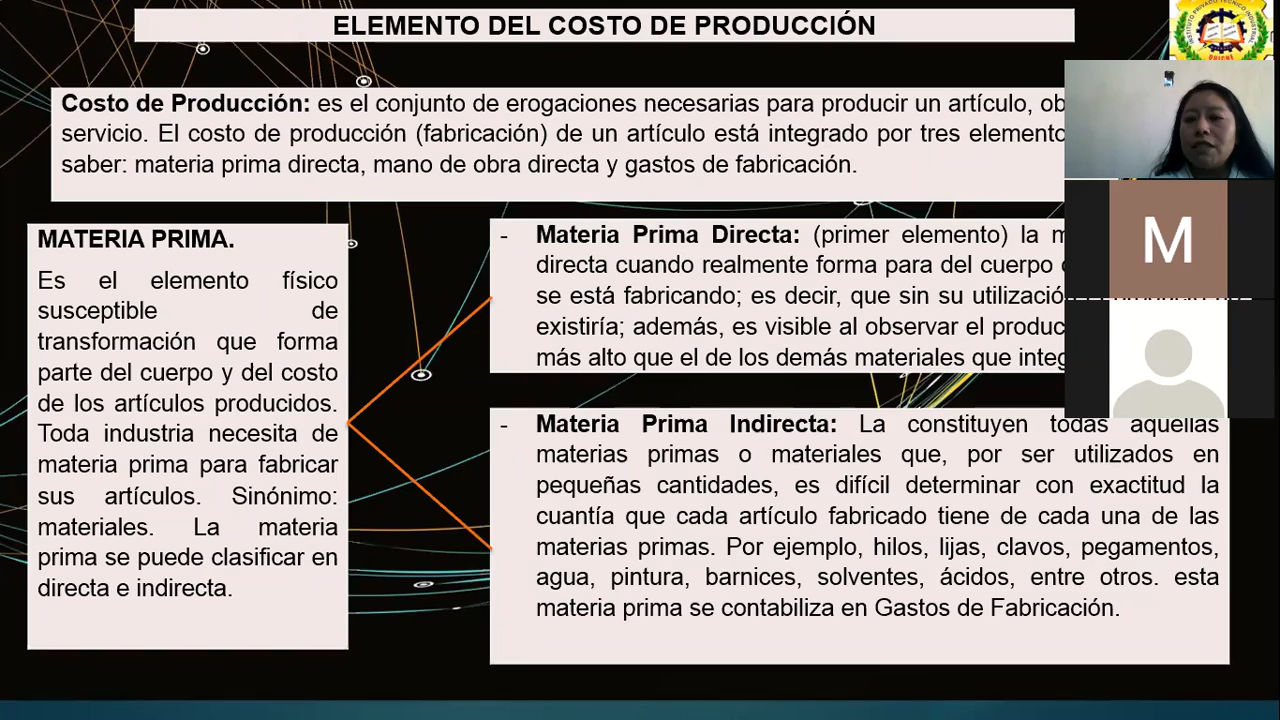 ELEMENTO DEL COSTO DE PRODUCCIÓN
Costo de Producción: es el conjunto de erogaciones necesarias para producir un artículo,
servicio. El costo de producción (fabricación) de un artículo está integrado por tres
saber: materia prima directa, mano de obra directa y gastos de fabricación.
MATERIA PRIMA.
Es el elemento físico
susceptible de
transformación que forma
parte del cuerpo y del costo
de los artículos producidos.
Toda industria necesita de
materia prima para fabricar
sus artículos. Sinónimo:
materiales. La materia
prima se puede clasificar en
directa e indirecta.
- Materia Prima Directa: (primer elemento) la
directa cuando realmente forma para del cuerpo
se está fabricando; es decir, que sin su
existiría; además, es visible al observar el
más alto que el de los demás materiales que
- Materia Prima Indirecta: La constituyen todas aquellas
materias primas o materiales que, por ser utilizados en
pequeñas cantidades, es difícil determinar con exactitud la
cuantía que cada artículo fabricado tiene de cada una de las
materias primas. Por ejemplo, hilos, lijas, clavos, pegamentos,
agua, pintura, barnices, solventes, ácidos, entre otros. esta
materia prima se contabiliza en Gastos de Fabricación.
M